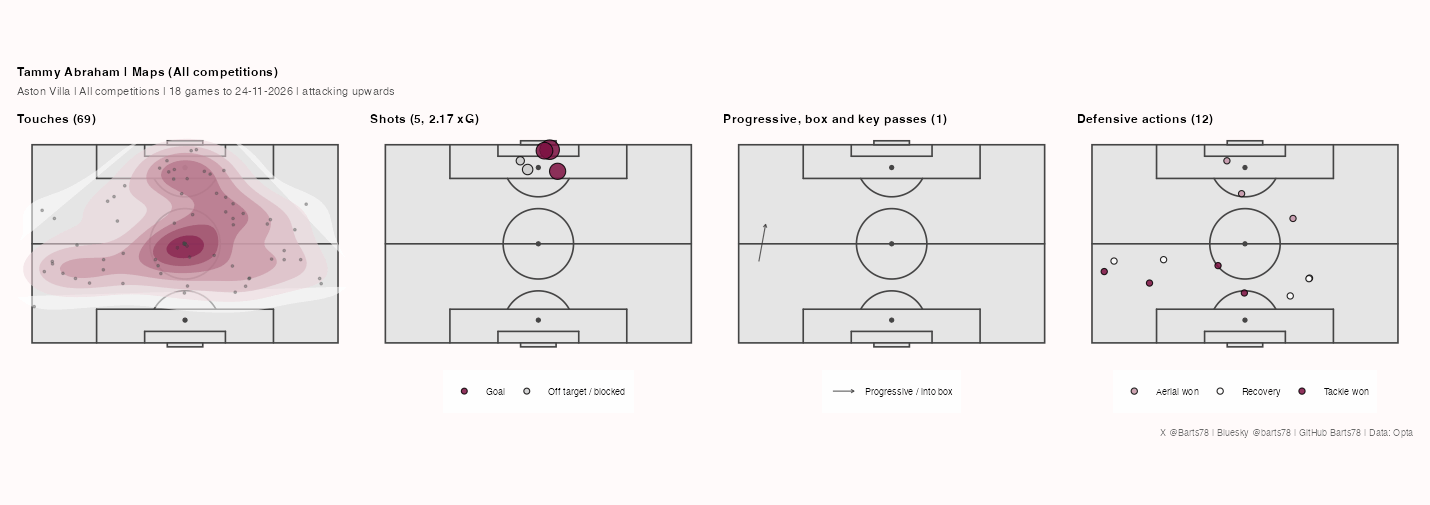 Tammy Abraham | Maps (All competitions)
Aston Villa | All competitions | 18 games to 24-11-2026 | attacking upwards
Touches (69)
Shots (5, 2.17 xG)
Progressive, box and key passes (1)
Defensive actions (12)
Goal
Off target / blocked
Progressive / into box
Aerial won
Recovery
Tackle won
X @Barts78 | Bluesky @barts78 | GitHub Barts78 | Data: Opta